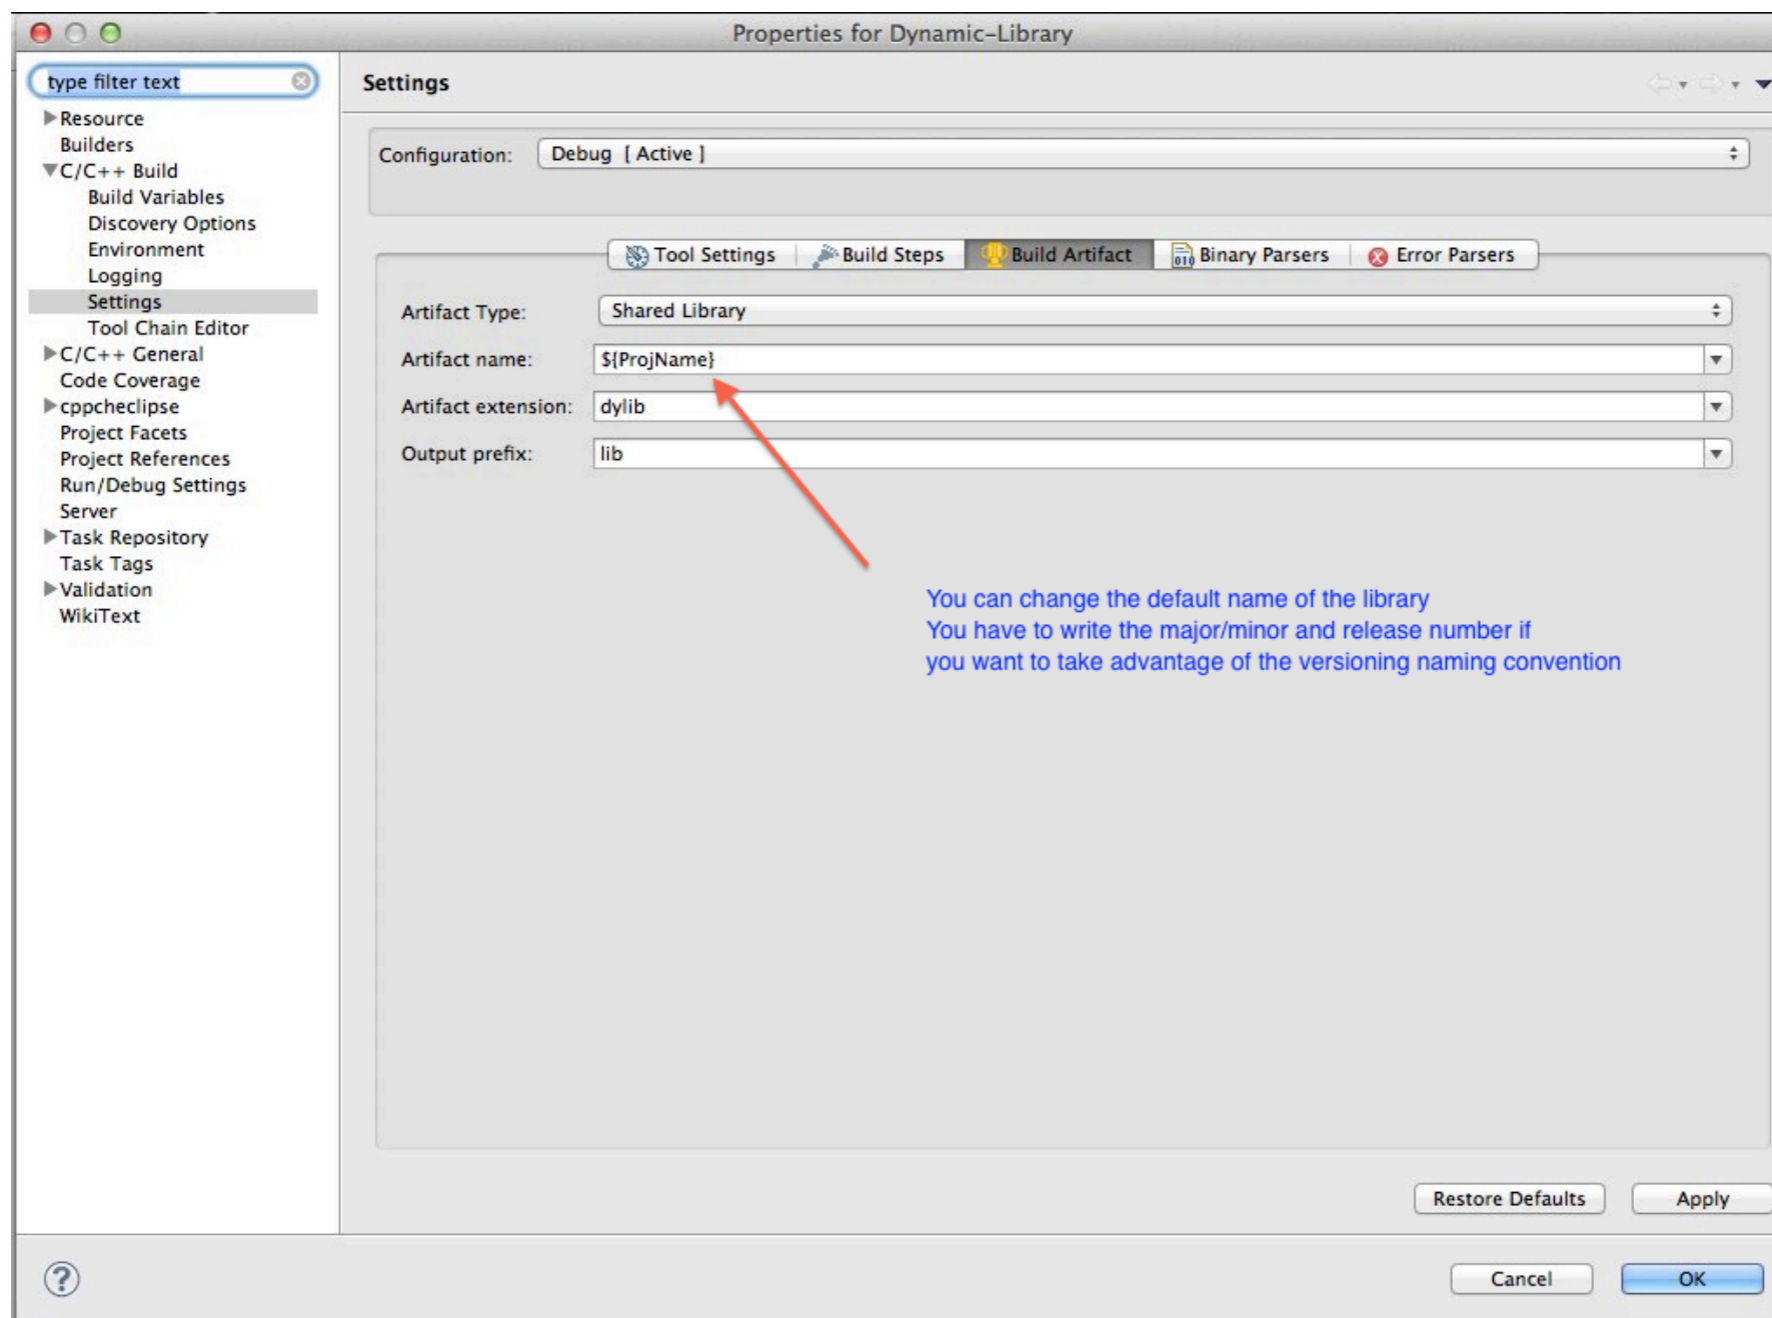 Properties for Dynamic-Library
type filter text
Resource
Builders
C/C++ Build
Build Variables
Discovery Options
Environment
Logging
Settings
Tool Chain Editor
C/C++ General
Code Coverage
cppcheclipse
Project Facets
Project References
Run/Debug Settings
Server
Task Repository
Task Tags
Validation
WikiText
Settings
Configuration: Debug [ Active ]
Tool Settings Build Steps Build Artifact 010 Binary Parsers Error Parsers
Artifact Type: Shared Library
Artifact name: ${ProjName}
Artifact extension: dylib
Output prefix: lib
You can change the default name of the library
You have to write the major/minor and release number if
you want to take advantage of the versioning naming convention
Restore Defaults Apply
? Cancel OK